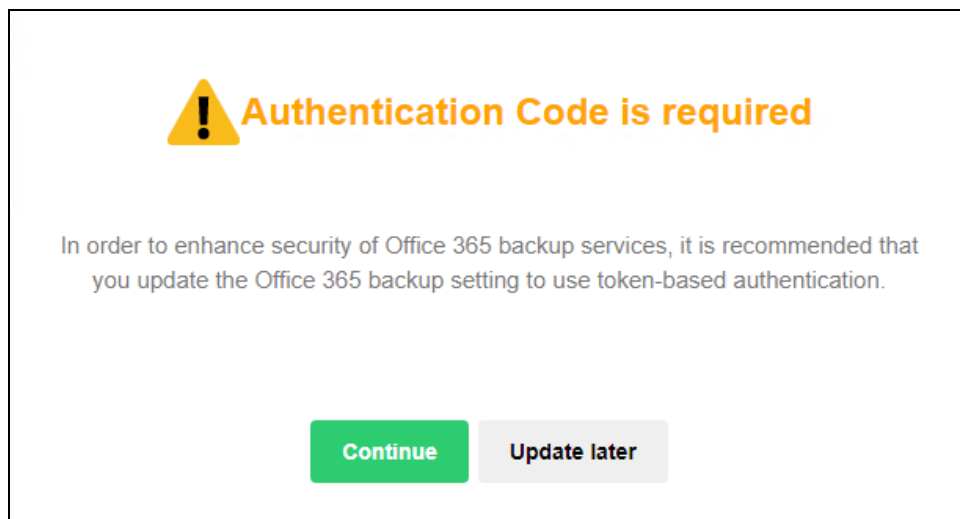 Authentication Code is required
In order to enhance security of Office 365 backup services, it is recommended that
you update the Office 365 backup setting to use token-based authentication.
Continue
Update later